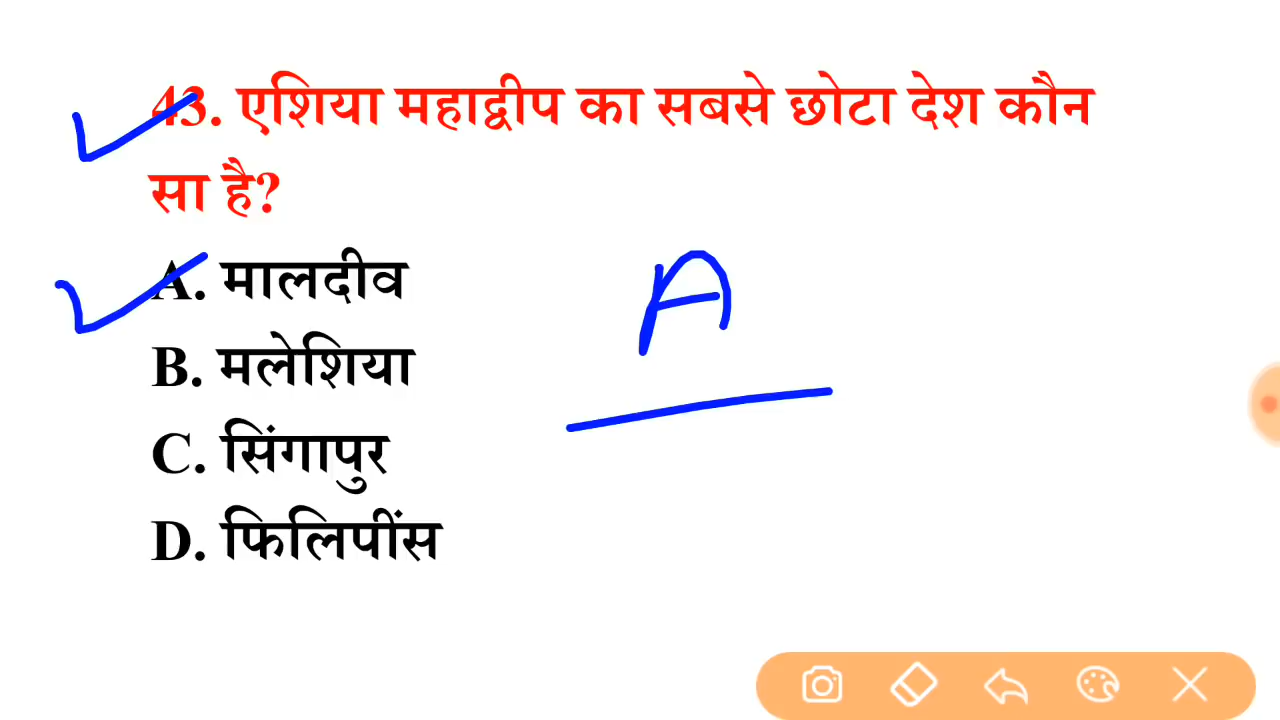 43. एशिया महाद्वीप का सबसे छोटा देश कौन
सा है?
A. मालदीव
A
B. मलेशिया
C. सिंगापुर
D. फिलिपींस